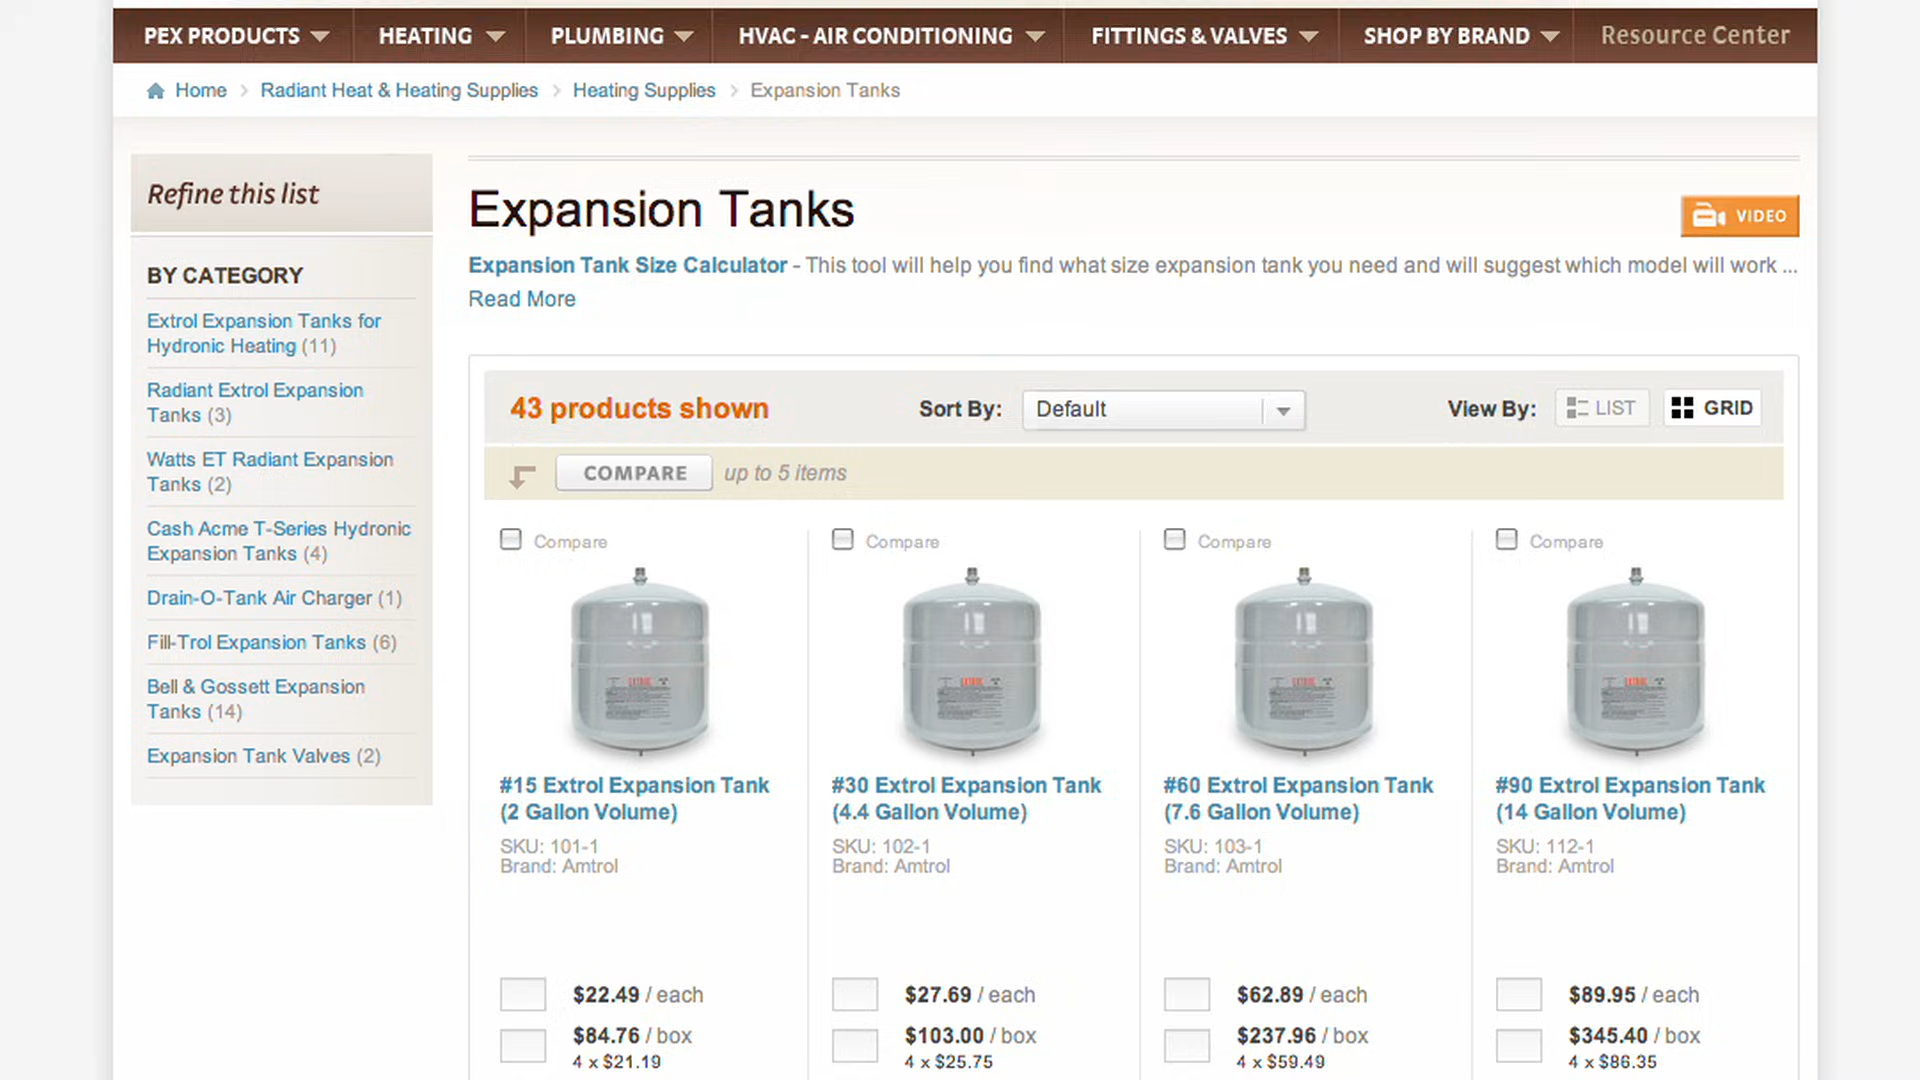 PEX PRODUCTS HEATING PLUMBING HVAC - AIR CONDITIONING FITTINGS & VALVES SHOP BY BRAND Resource Center
Home Radiant Heat & Heating Supplies Heating Supplies Expansion Tanks
Refine this list
BY CATEGORY
Extrol Expansion Tanks for
Hydronic Heating (11)
Radiant Extrol Expansion
Tanks (3)
Watts ET Radiant Expansion
Tanks (2)
Cash Acme T-Series Hydronic
Expansion Tanks (4)
Drain-O-Tank Air Charger (1)
Fill-Trol Expansion Tanks (6)
Bell & Gossett Expansion
Tanks (14)
Expansion Tank Valves (2)
Expansion Tanks
VIDEO
Expansion Tank Size Calculator - This tool will help you find what size expansion tank you need and will suggest which model will work ...
Read More
43 products shown Sort By: Default View By: LIST GRID
COMPARE up to 5 items
Compare Compare Compare Compare
EXTROL EXTROL EXTROL EXTROL
#15 Extrol Expansion Tank
(2 Gallon Volume)
SKU: 101-1
Brand: Amtrol
$22.49 / each
$84.76 / box
4 x $21.19
#30 Extrol Expansion Tank
(4.4 Gallon Volume)
SKU: 102-1
Brand: Amtrol
$27.69 / each
$103.00 / box
4 x $25.75
#60 Extrol Expansion Tank
(7.6 Gallon Volume)
SKU: 103-1
Brand: Amtrol
$62.89 / each
$237.96 / box
4 x $59.49
#90 Extrol Expansion Tank
(14 Gallon Volume)
SKU: 112-1
Brand: Amtrol
$89.95 / each
$345.40 / box
4 x $86.35